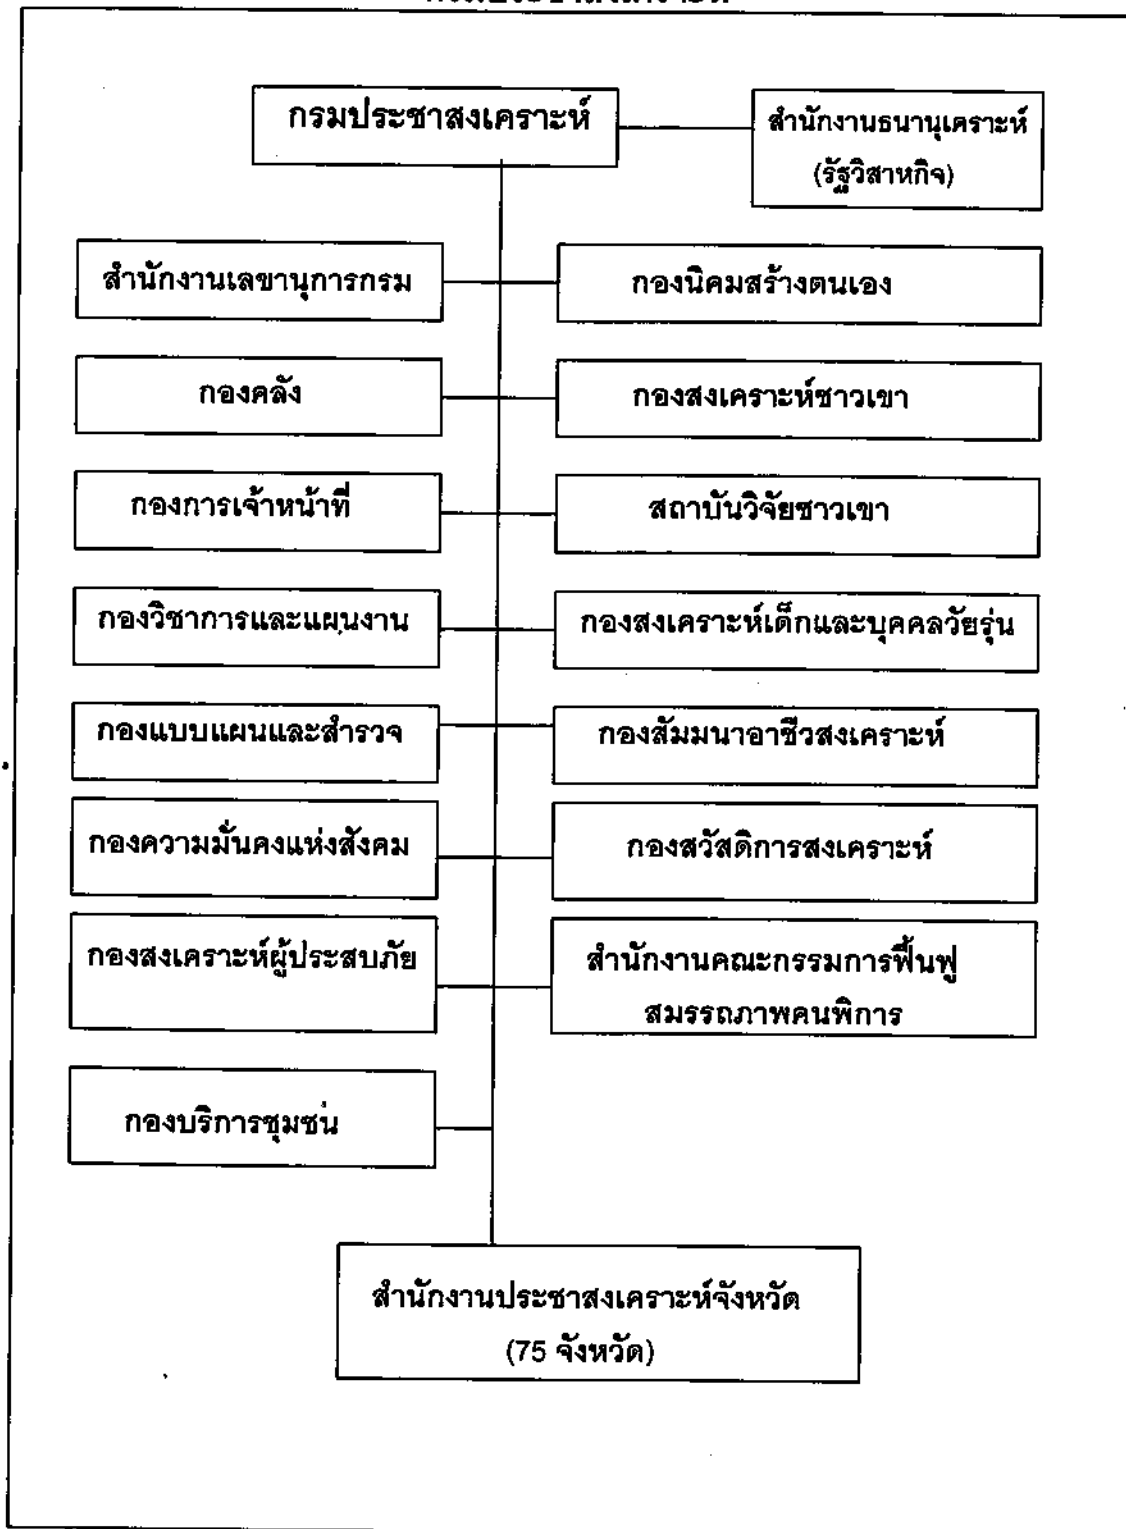 กรมประชาสงเคราะห์
สำนักงานธนานุเคราะห์
(รัฐวิสาหกิจ)
สำนักงานเลขานุการกรม
กองนิคมสร้างตนเอง
กองคลัง
กองสงเคราะห์ชาวเขา
กองการเจ้าหน้าที่
สถาบันวิจัยชาวเขา
กองวิชาการและแผนงาน
กองสงเคราะห์เด็กและบุคคลวัยรุ่น
กองแบบแผนและสำรวจ
กองสัมมนาอาชีวสงเคราะห์
กองความมั่นคงแห่งสังคม
กองสวัสดิการสงเคราะห์
กองสงเคราะห์ผู้ประสบภัย
สำนักงานคณะกรรมการฟื้นฟู
สมรรถภาพคนพิการ
กองบริการชุมชน
สำนักงานประชาสงเคราะห์จังหวัด
(75 จังหวัด)